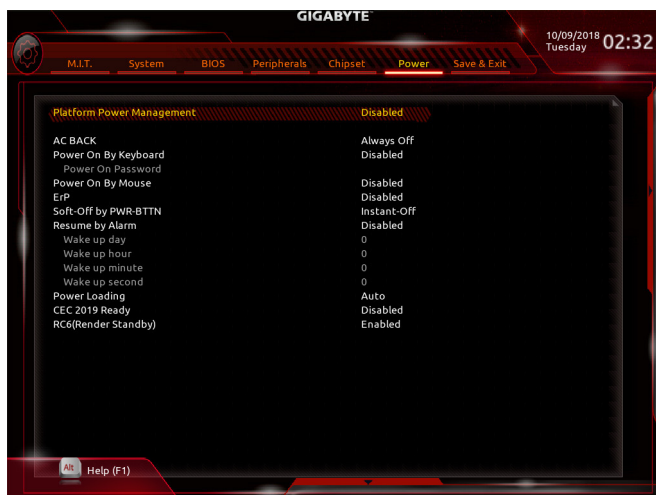 GIGABYTE™
10/09/2018 Tuesday 02:32
M.I.T. System BIOS Peripherals Chipset Power Save & Exit
Platform Power Management Disabled
AC BACK Always Off
Power On By Keyboard Disabled
Power On Password
Power On By Mouse Disabled
ErP Disabled
Soft-Off by PWR-BTTN Instant-Off
Resume by Alarm Disabled
Wake up day 0
Wake up hour 0
Wake up minute 0
Wake up second 0
Power Loading Auto
CEC 2019 Ready Disabled
RC6(Render Standby) Enabled
Alt Help (F1)